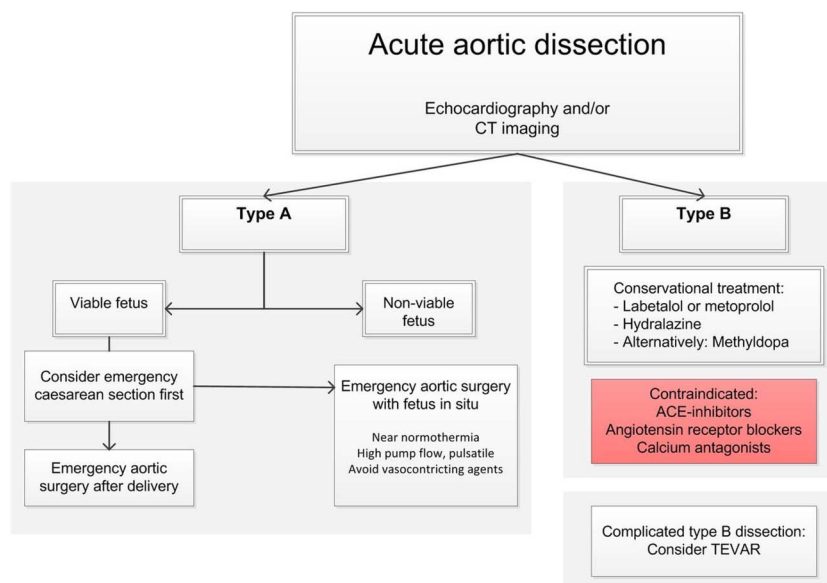 Acute aortic dissection
Echocardiography and/or
CT imaging
Type A
Viable fetus
Non-viable
fetus
Consider emergency
caesarean section first
Emergency aortic
surgery after delivery
Emergency aortic surgery
with fetus in situ
Near normothermia
High pump flow, pulsatile
Avoid vasocontricting agents
Type B
Conservational treatment:
- Labetalol or metoprolol
- Hydralazine
- Alternatively: Methyldopa
Contraindicated:
ACE-inhibitors
Angiotensin receptor blockers
Calcium antagonists
Complicated type B dissection:
Consider TEVAR